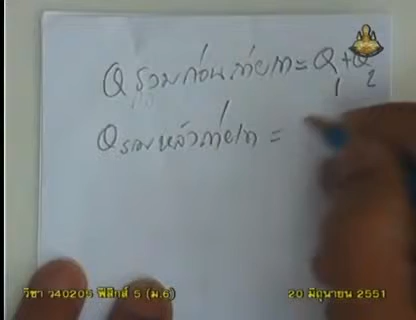 Q รวมก่อนถ่ายเท = Q1 + Q2
Q รวมหลังถ่ายเท =
วิชา ว40205 ฟิสิกส์ 5 (ม.6)
20 มิถุนายน 2551